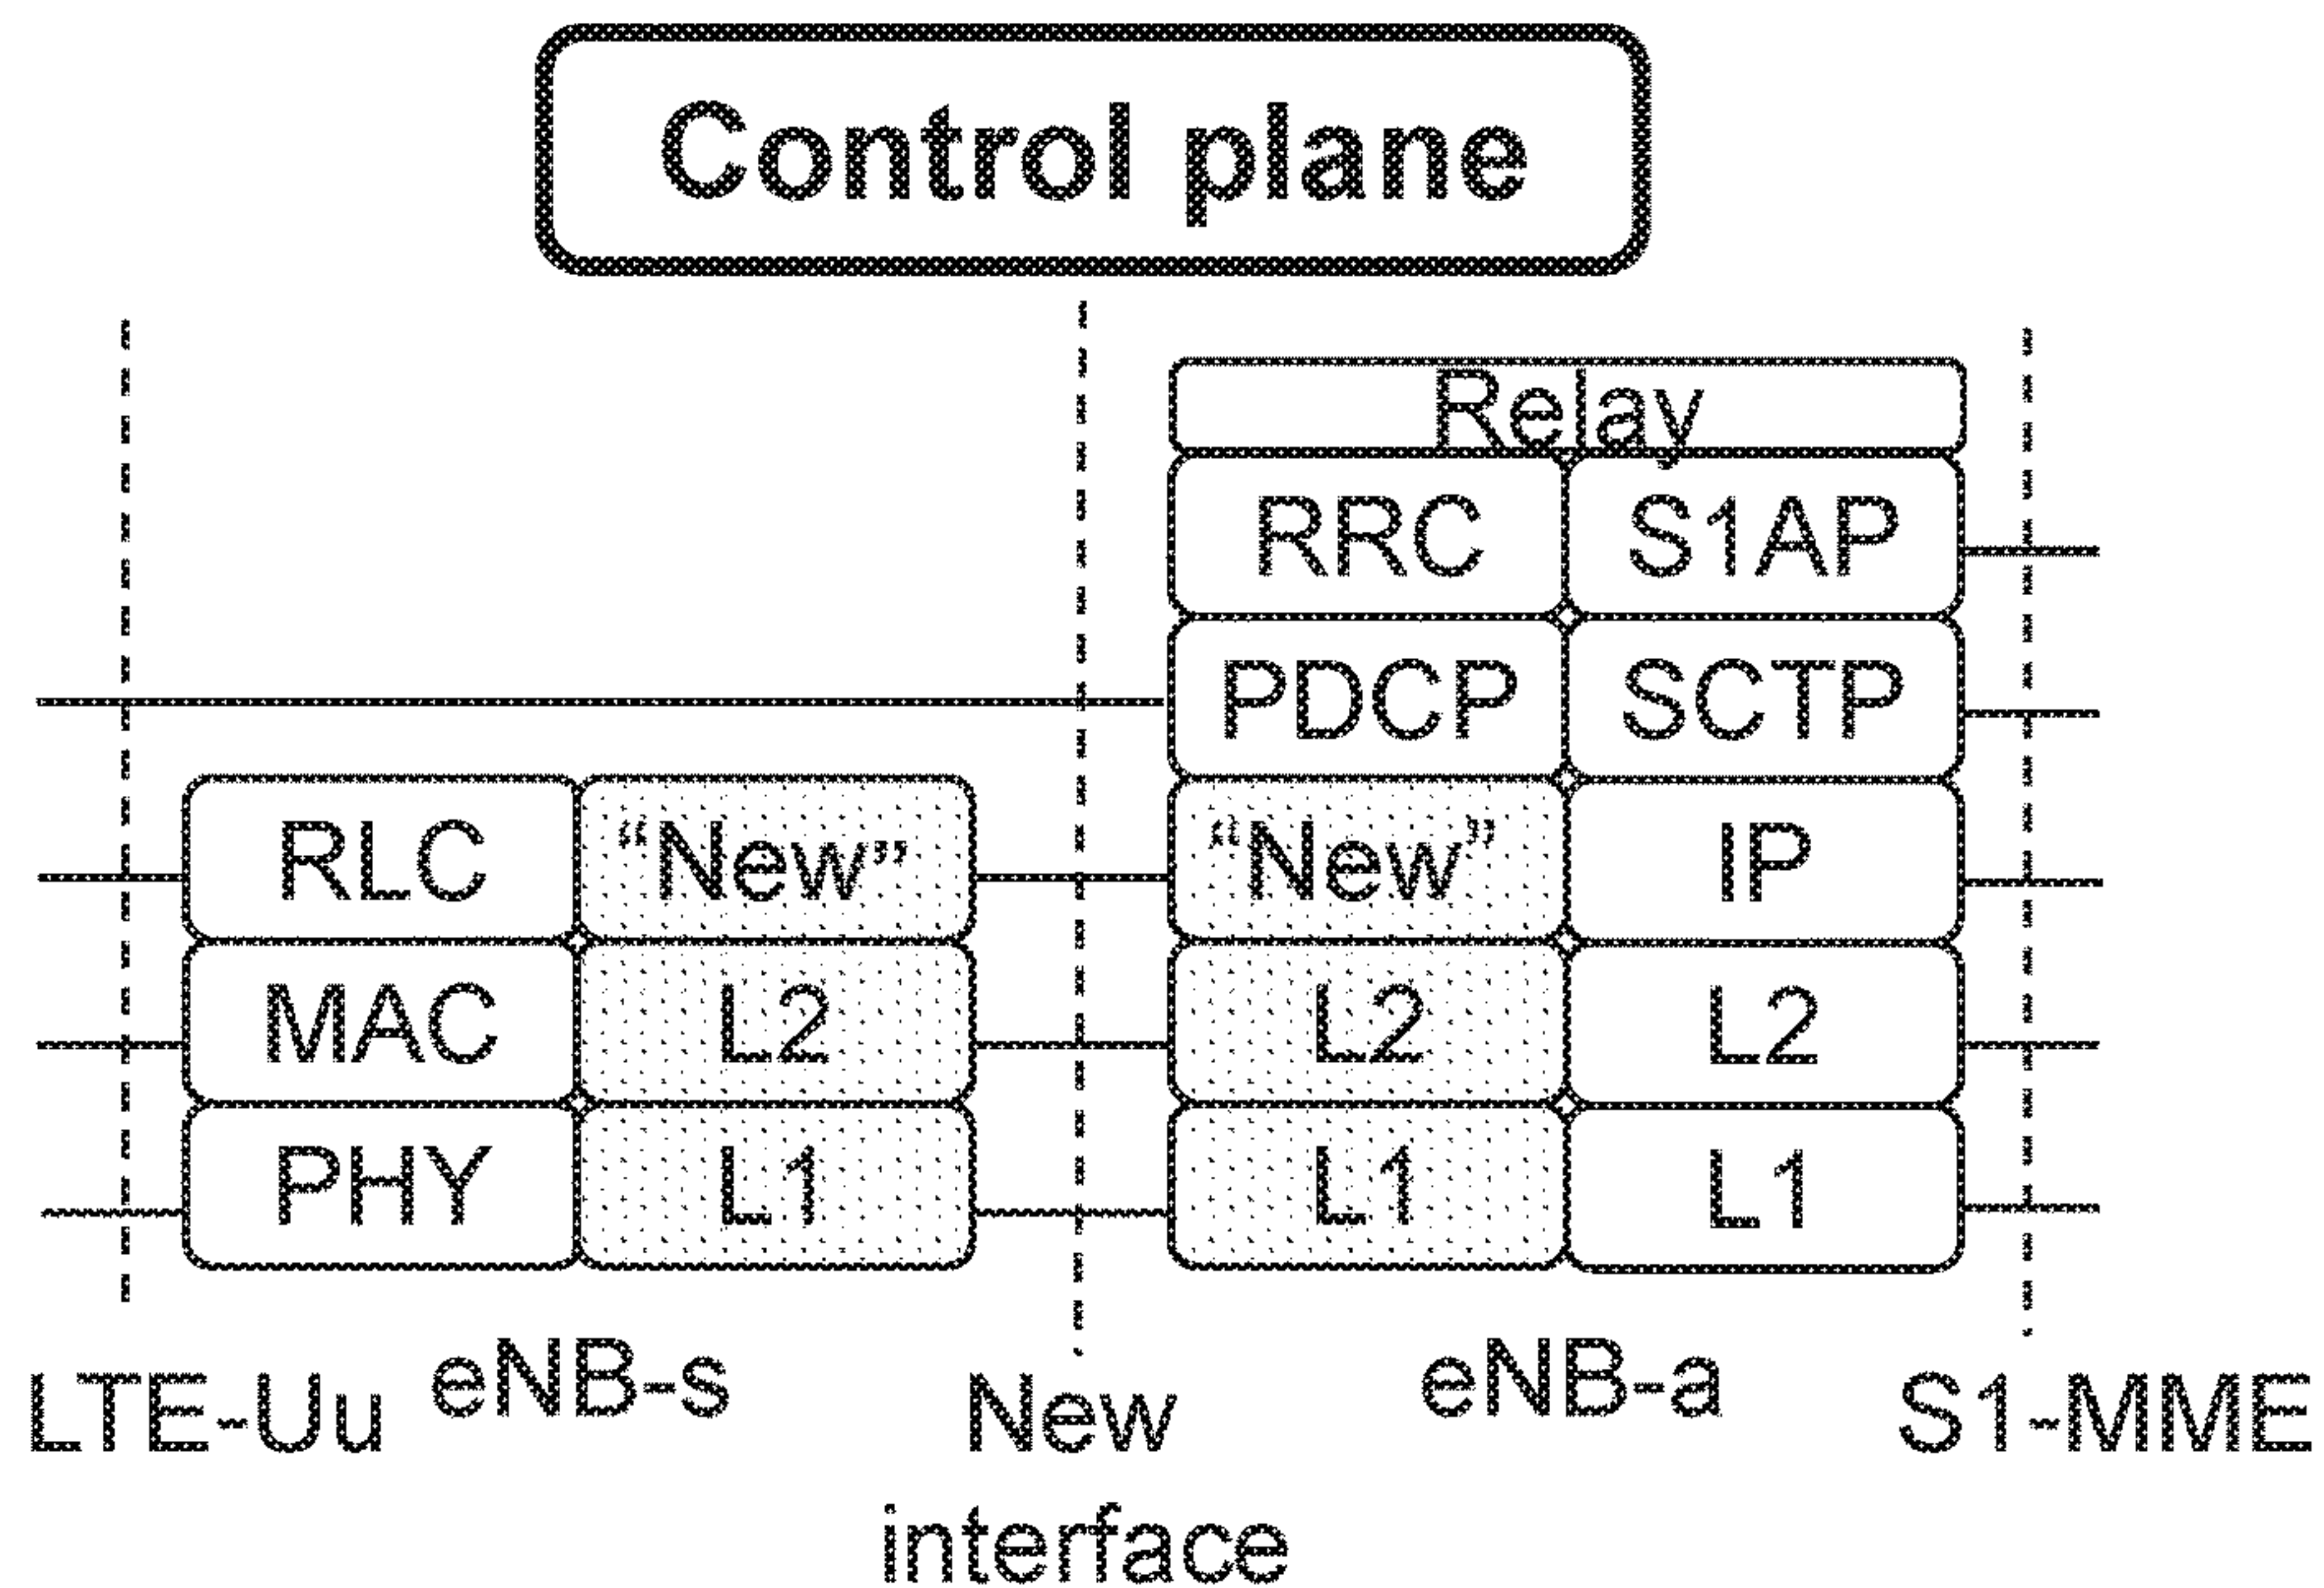 Control plane
Relay
RRC S1AP
PDCP SCTP
RLC “New” “New” IP
MAC L2 L2 L2
PHY L1 L1 L1
LTE-Uu eNB-s New interface eNB-a S1-MME